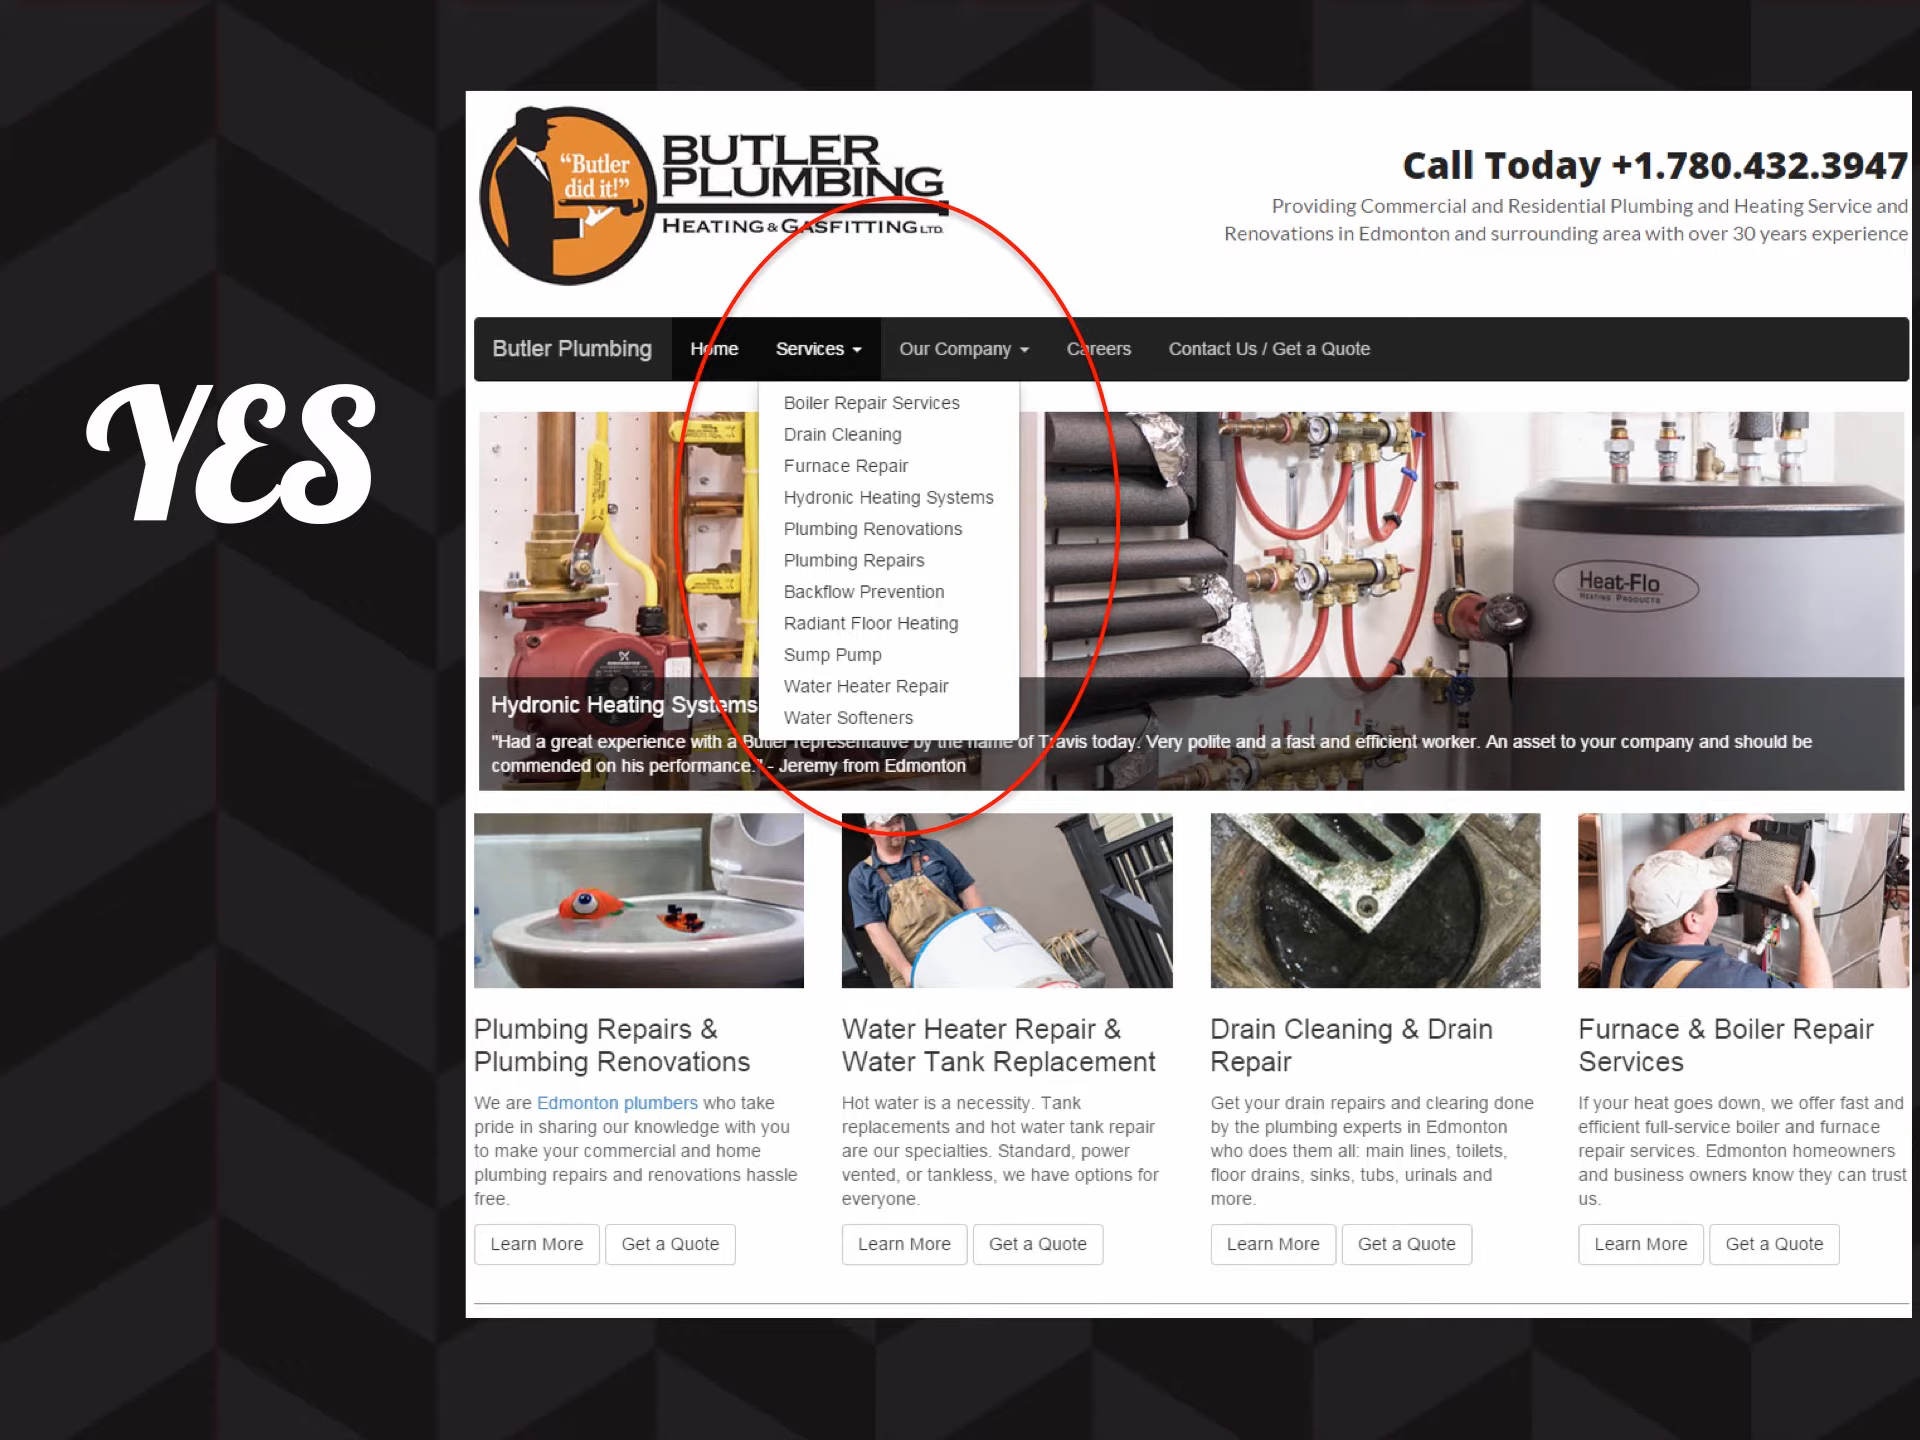 YES
"Butler
did it!"
BUTLER
PLUMBING
HEATING & GASFITTING LTD.
Call Today +1.780.432.3947
Providing Commercial and Residential Plumbing and Heating Service and
Renovations in Edmonton and surrounding area with over 30 years experience
Butler Plumbing Home Services Our Company Careers Contact Us / Get a Quote
Boiler Repair Services
Drain Cleaning
Furnace Repair
Hydronic Heating Systems
Plumbing Renovations
Plumbing Repairs
Backflow Prevention
Radiant Floor Heating
Sump Pump
Water Heater Repair
Water Softeners
Heat-Flo
HEATING PRODUCTS
Hydronic Heating Systems
"Had a great experience with a Butler representative by the name of Travis today. Very polite and a fast and efficient worker. An asset to your company and should be
commended on his performance." - Jeremy from Edmonton
Plumbing Repairs &
Plumbing Renovations
We are Edmonton plumbers who take
pride in sharing our knowledge with you
to make your commercial and home
plumbing repairs and renovations hassle
free.
Learn More Get a Quote
Water Heater Repair &
Water Tank Replacement
Hot water is a necessity. Tank
replacements and hot water tank repair
are our specialties. Standard, power
vented, or tankless, we have options for
everyone.
Learn More Get a Quote
Drain Cleaning & Drain
Repair
Get your drain repairs and clearing done
by the plumbing experts in Edmonton
who does them all: main lines, toilets,
floor drains, sinks, tubs, urinals and
more.
Learn More Get a Quote
Furnace & Boiler Repair
Services
If your heat goes down, we offer fast and
efficient full-service boiler and furnace
repair services. Edmonton homeowners
and business owners know they can trust
us.
Learn More Get a Quote